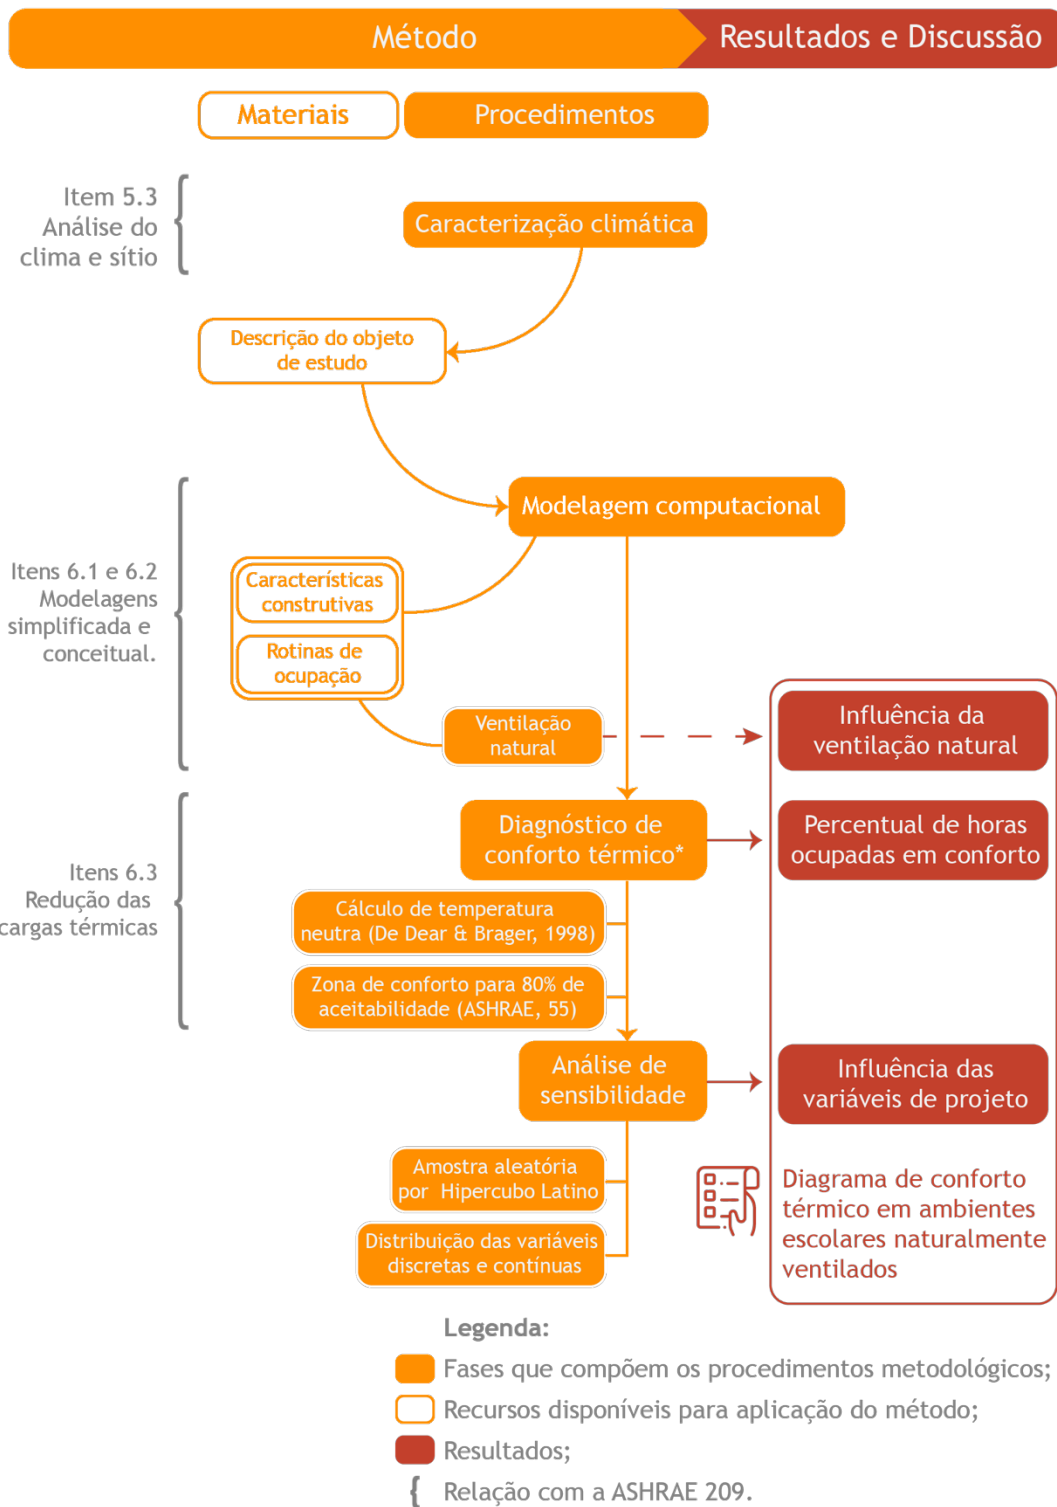 Método
Resultados e Discussão
Materiais
Procedimentos
Item 5.3
Análise do
clima e sítio
Caracterização climática
Descrição do objeto
de estudo
Modelagem computacional
Itens 6.1 e 6.2
Modelagens
simplificada e
conceitual.
Características
construtivas
Rotinas de
ocupação
Ventilação
natural
Influência da
ventilação natural
Itens 6.3
Redução das
cargas térmicas
Diagnóstico de
conforto térmico*
Percentual de horas
ocupadas em conforto
Cálculo de temperatura
neutra (De Dear & Brager, 1998)
Zona de conforto para 80% de
aceitabilidade (ASHRAE, 55)
Análise de
sensibilidade
Influência das
variáveis de projeto
Amostra aleatória
por Hipercubo Latino
Distribuição das variáveis
discretas e contínuas
Diagrama de conforto
térmico em ambientes
escolares naturalmente
ventilados
Legenda:
Fases que compõem os procedimentos metodológicos;
Recursos disponíveis para aplicação do método;
Resultados;
{ Relação com a ASHRAE 209.